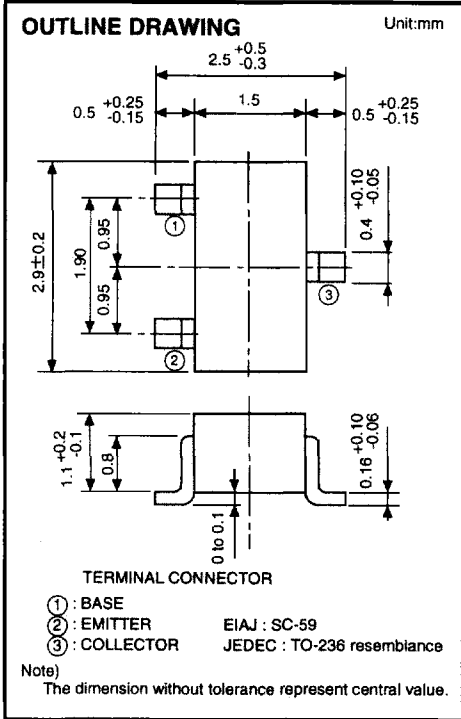 OUTLINE DRAWING Unit:mm
2.5 +0.5 -0.3
0.5 +0.25 -0.15 1.5 0.5 +0.25 -0.15
2.9±0.2 1.90 0.95 0.95 0.4 +0.10 -0.05
①
②
③
1.1 +0.2 -0.1 0.8 0 to 0.1 0.16 +0.10 -0.06
TERMINAL CONNECTOR
① : BASE
② : EMITTER EIAJ : SC-59
③ : COLLECTOR JEDEC : TO-236 resemblance
Note)
The dimension without tolerance represent central value.